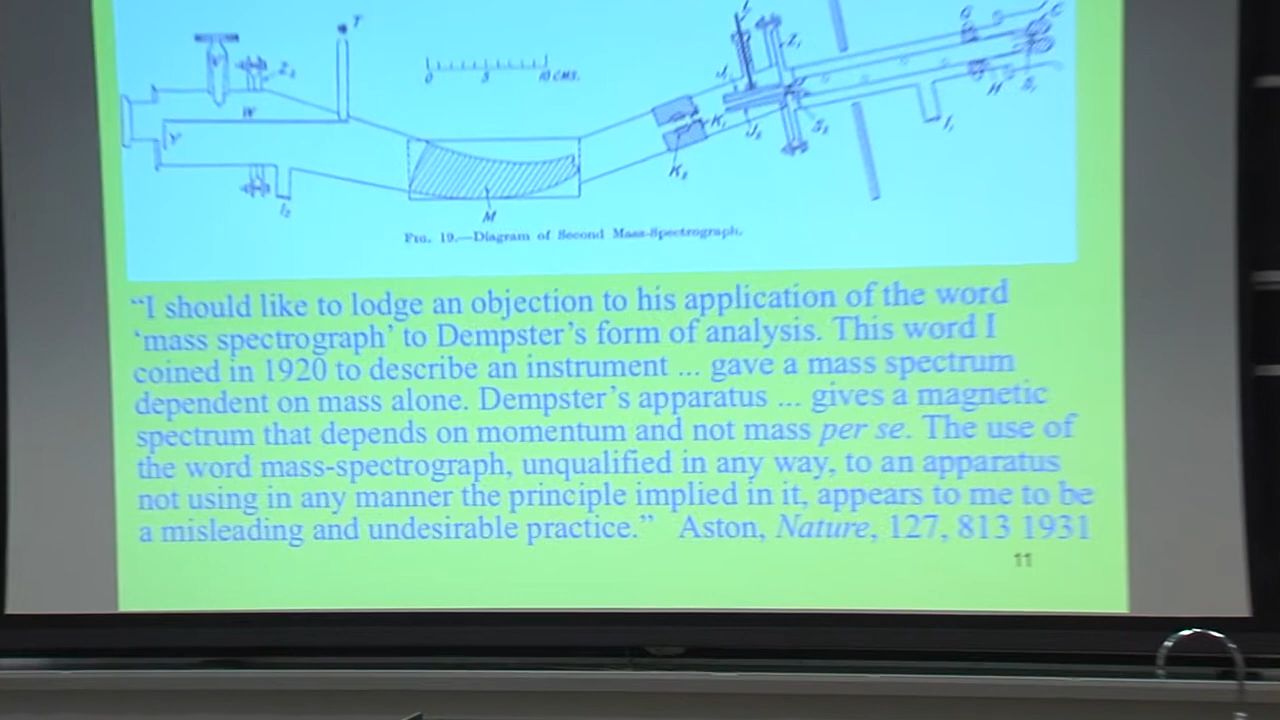 T
0 5 10 CMS.
W
V
M
FIG. 19.—Diagram of Second Mass-Spectrograph.
“I should like to lodge an objection to his application of the word
‘mass spectrograph’ to Dempster’s form of analysis. This word I
coined in 1920 to describe an instrument ... gave a mass spectrum
dependent on mass alone. Dempster’s apparatus ... gives a magnetic
spectrum that depends on momentum and not mass per se. The use of
the word mass-spectrograph, unqualified in any way, to an apparatus
not using in any manner the principle implied in it, appears to me to be
a misleading and undesirable practice.” Aston, Nature, 127, 813 1931
11